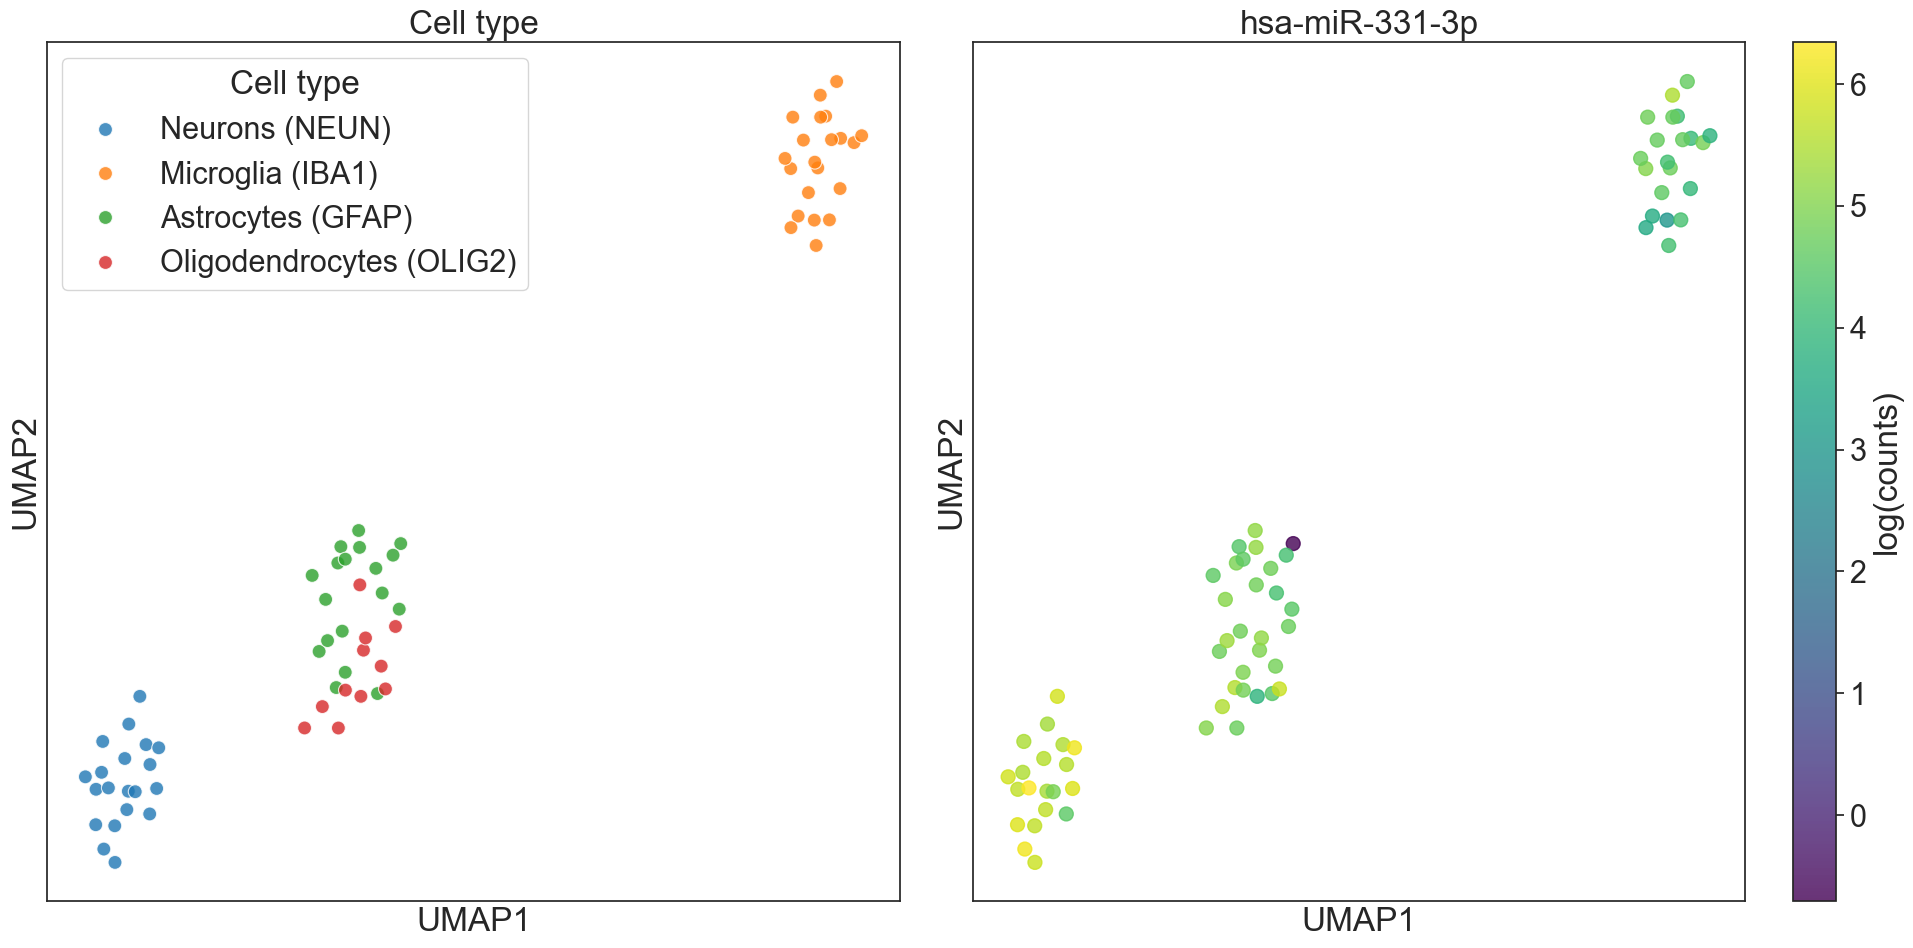 Cell type
hsa-miR-331-3p
Cell type
Neurons (NEUN)
Microglia (IBA1)
Astrocytes (GFAP)
Oligodendrocytes (OLIG2)
UMAP2
UMAP1
UMAP2
UMAP1
6
5
4
3
2
1
0
log(counts)